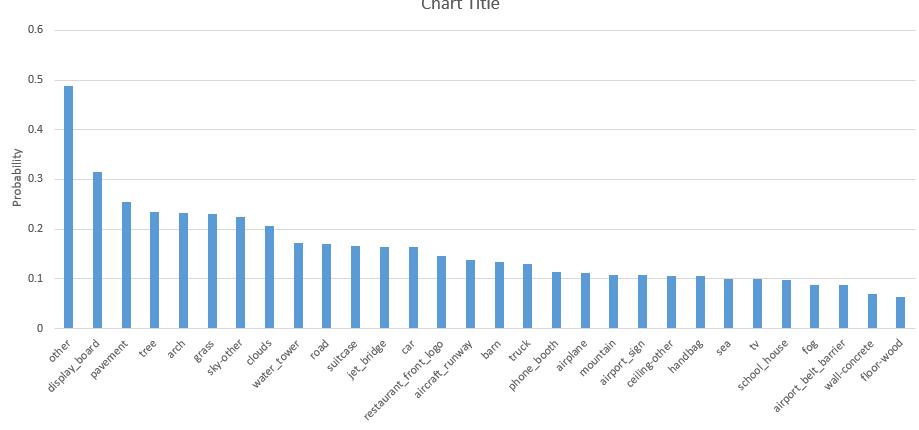 Chart Title
0.6
0.5
0.4
0.3
0.2
0.1
0
Probability
other
display_board
pavement
tree
arch
grass
sky-other
clouds
water_tower
road
suitcase
jet_bridge
car
restaurant_front_logo
aircraft_runway
barn
truck
phone_booth
airplane
mountain
airport_sign
ceiling-other
handbag
sea
tv
school_house
fog
airport_belt_barrier
wall-concrete
floor-wood